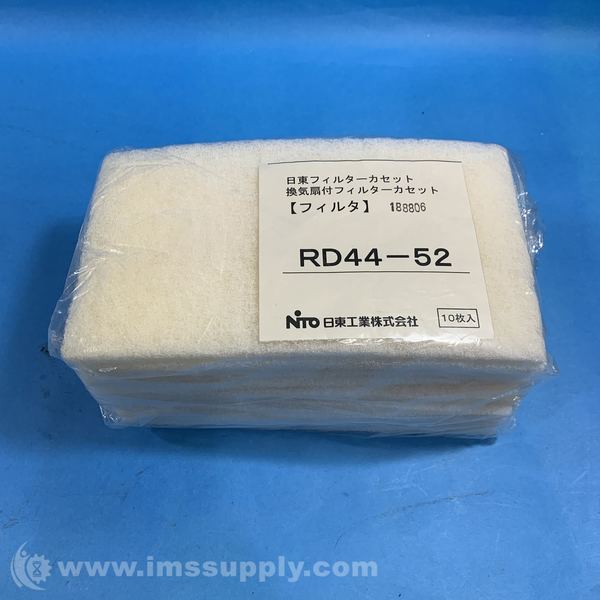 日東フィルターカセット
換気扇付フィルターカセット
【フィルタ】 188806
RD44-52
NITO 日東工業株式会社 10枚入
www.imssupply.com